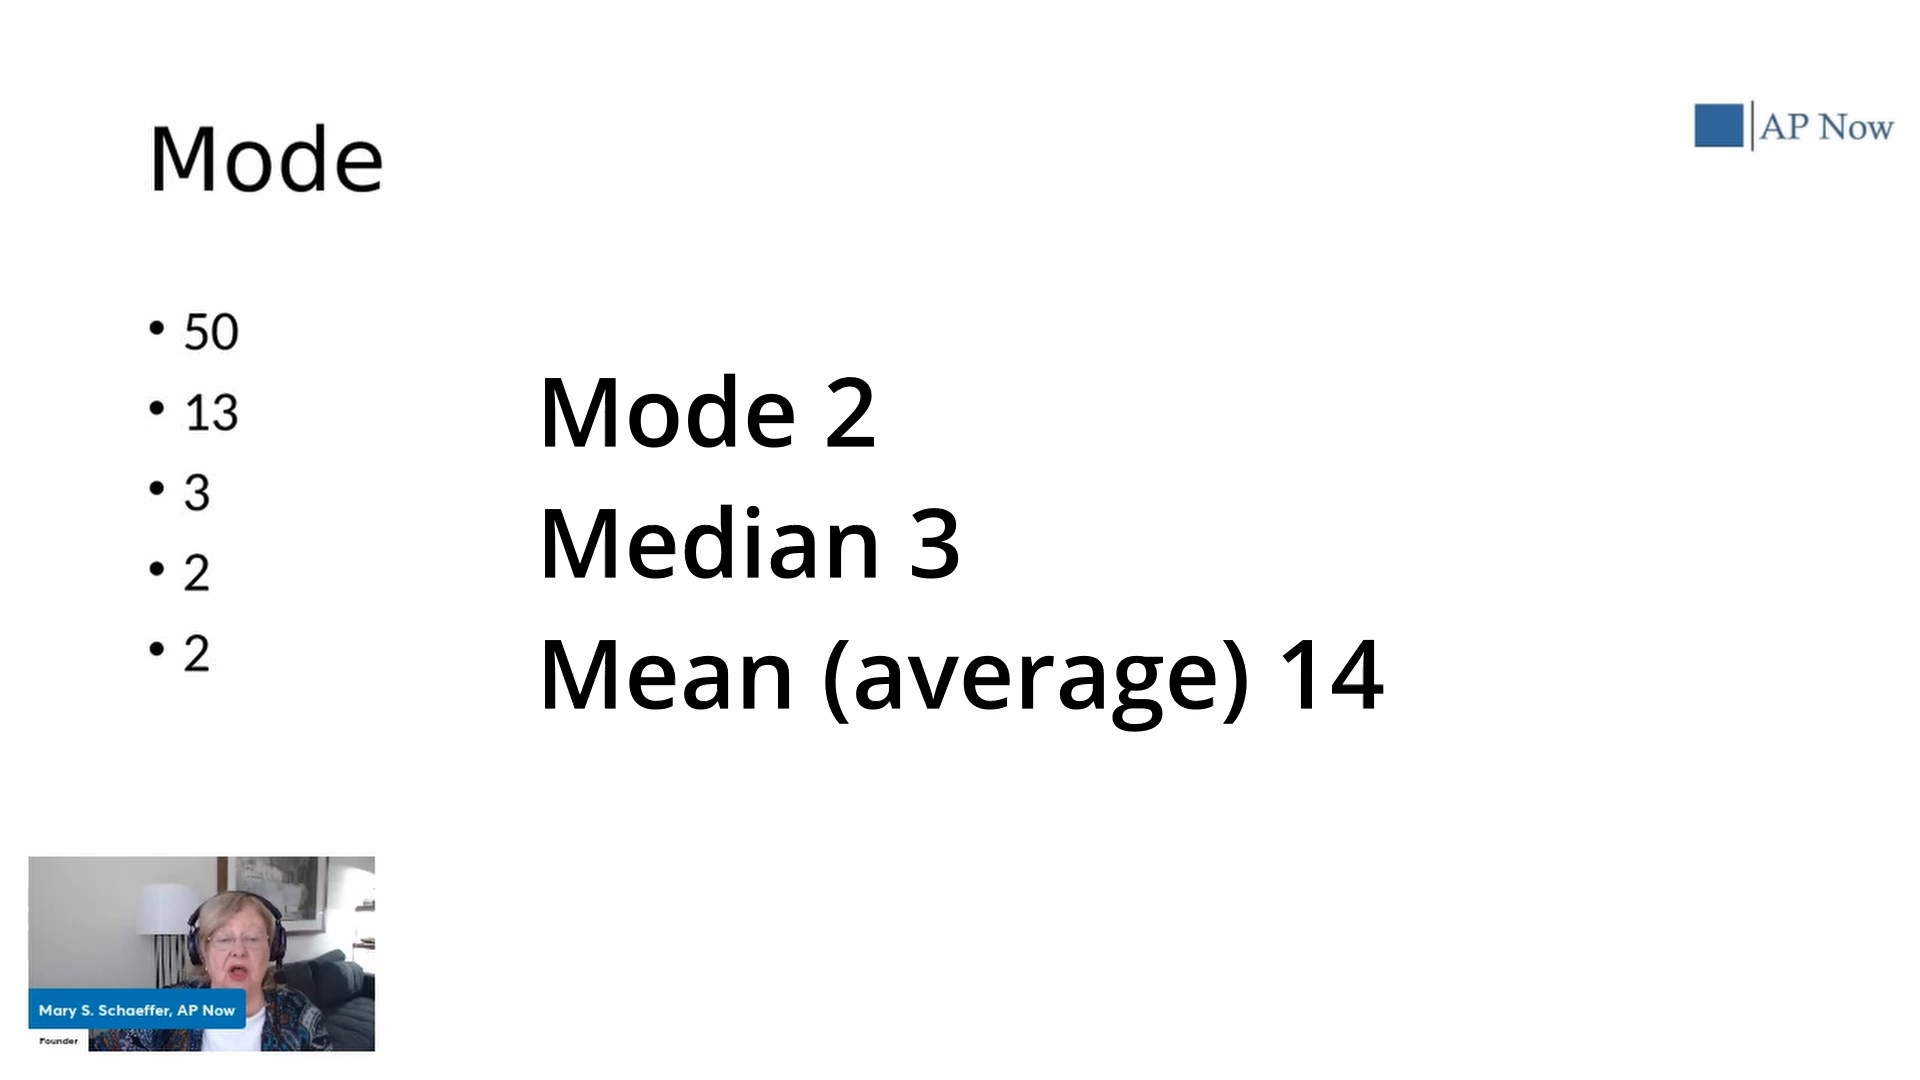 Mode
AP Now
• 50
• 13
• 3
• 2
• 2
Mode 2
Median 3
Mean (average) 14
Mary S. Schaeffer, AP Now
Founder